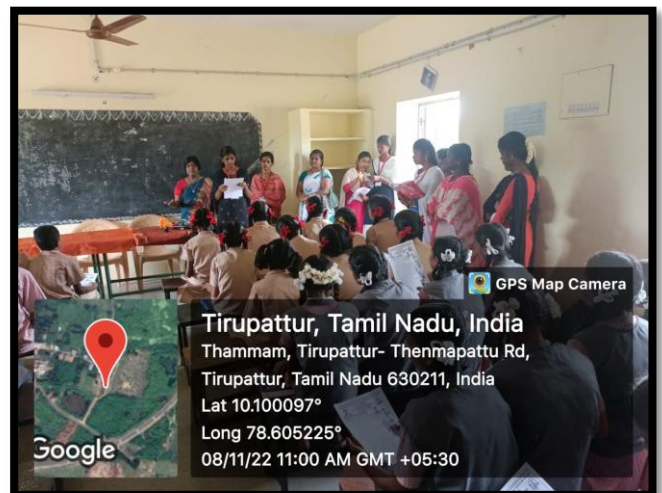 GPS Map Camera
Tirupattur, Tamil Nadu, India
Thammam, Tirupattur- Thenmapattu Rd,
Tirupattur, Tamil Nadu 630211, India
Lat 10.100097°
Long 78.605225°
08/11/22 11:00 AM GMT +05:30
Google